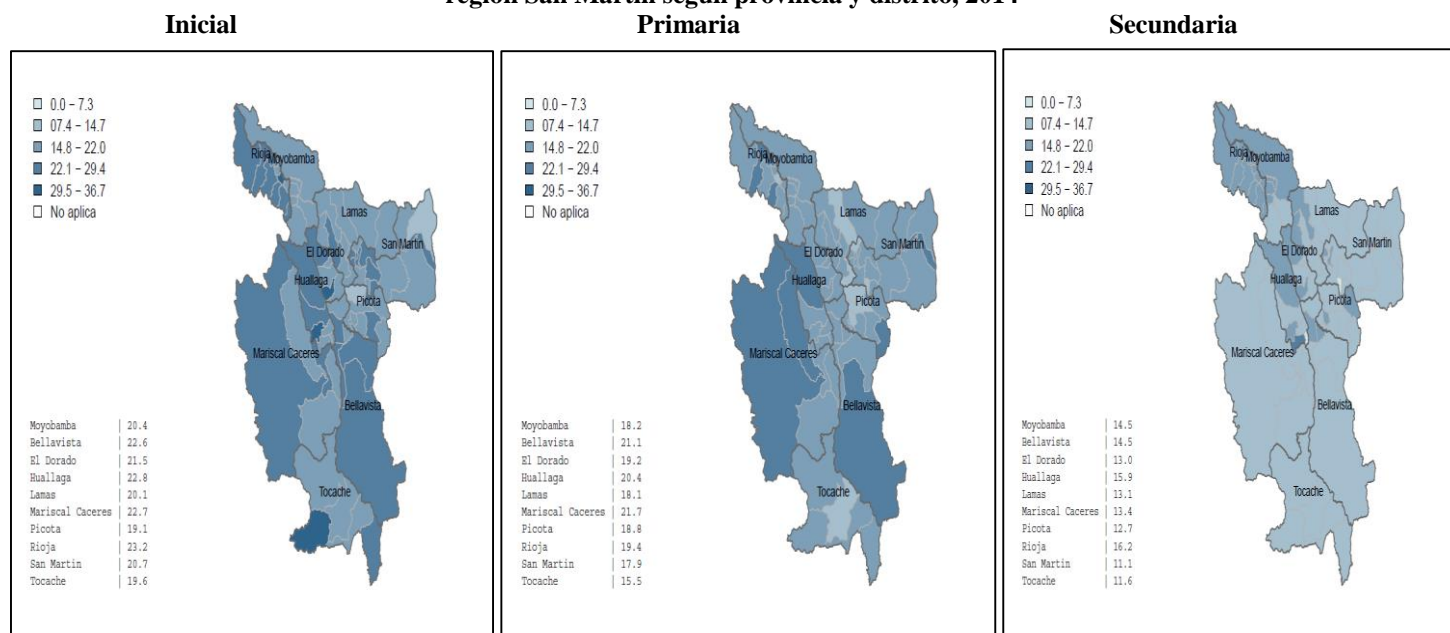 región San Martín según provincia y distrito, 2014
Inicial
0.0 – 7.3
07.4 – 14.7
14.8 – 22.0
22.1 – 29.4
29.5 – 36.7
No aplica
Rioja
Moyobamba
Lamas
El Dorado
San Martin
Huallaga
Picota
Mariscal Caceres
Bellavista
Tocache
Moyobamba | 20.4
Bellavista | 22.6
El Dorado | 21.5
Huallaga | 22.8
Lamas | 20.1
Mariscal Caceres | 22.7
Picota | 19.1
Rioja | 23.2
San Martin | 20.7
Tocache | 19.6
Primaria
0.0 – 7.3
07.4 – 14.7
14.8 – 22.0
22.1 – 29.4
29.5 – 36.7
No aplica
Rioja
Moyobamba
Lamas
El Dorado
San Martin
Huallaga
Picota
Mariscal Caceres
Bellavista
Tocache
Moyobamba | 18.2
Bellavista | 21.1
El Dorado | 19.2
Huallaga | 20.4
Lamas | 18.1
Mariscal Caceres | 21.7
Picota | 18.8
Rioja | 19.4
San Martin | 17.9
Tocache | 15.5
Secundaria
0.0 – 7.3
07.4 – 14.7
14.8 – 22.0
22.1 – 29.4
29.5 – 36.7
No aplica
Rioja
Moyobamba
Lamas
El Dorado
San Martin
Huallaga
Picota
Mariscal Caceres
Bellavista
Tocache
Moyobamba | 14.5
Bellavista | 14.5
El Dorado | 13.0
Huallaga | 15.9
Lamas | 13.1
Mariscal Caceres | 13.4
Picota | 12.7
Rioja | 16.2
San Martin | 11.1
Tocache | 11.6